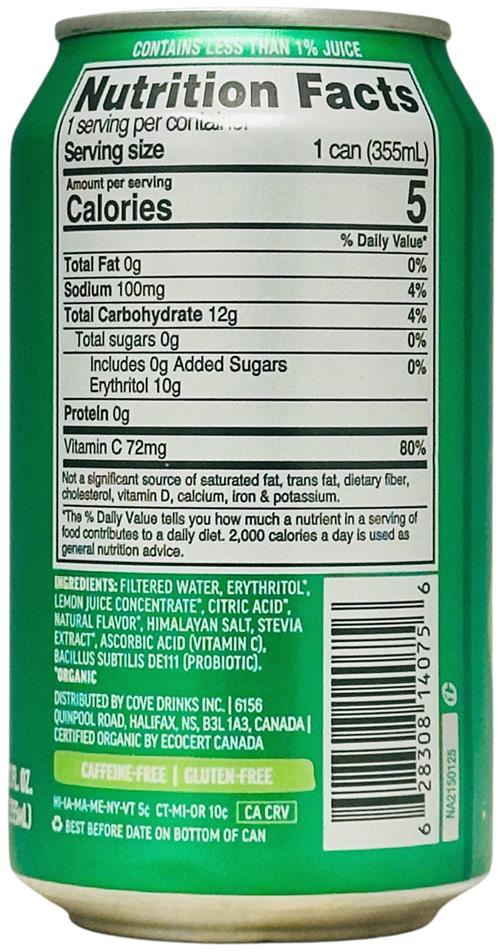 CONTAINS LESS THAN 1% JUICE
Nutrition Facts
1 serving per container
Serving size 1 can (355mL)
Amount per serving
Calories 5
% Daily Value*
Total Fat 0g 0%
Sodium 100mg 4%
Total Carbohydrate 12g 4%
Total sugars 0g 0%
Includes 0g Added Sugars 0%
Erythritol 10g
Protein 0g
Vitamin C 72mg 80%
Not a significant source of saturated fat, trans fat, dietary fiber,
cholesterol, vitamin D, calcium, iron & potassium.
*The % Daily Value tells you how much a nutrient in a serving of
food contributes to a daily diet. 2,000 calories a day is used as
general nutrition advice.
INGREDIENTS: FILTERED WATER, ERYTHRITOL*,
LEMON JUICE CONCENTRATE*, CITRIC ACID*,
NATURAL FLAVOR*, HIMALAYAN SALT, STEVIA
EXTRACT*, ASCORBIC ACID (VITAMIN C),
BACILLUS SUBTILIS DE111 (PROBIOTIC).
*ORGANIC
DISTRIBUTED BY COVE DRINKS INC. | 6156
QUINPOOL ROAD, HALIFAX, NS, B3L 1A3, CANADA |
CERTIFIED ORGANIC BY ECOCERT CANADA
CAFFEINE-FREE | GLUTEN-FREE
HI-IA-MA-ME-NY-VT 5¢ CT-MI-OR 10¢ CA CRV
BEST BEFORE DATE ON BOTTOM OF CAN
6 28308 14075 6
NA2150125